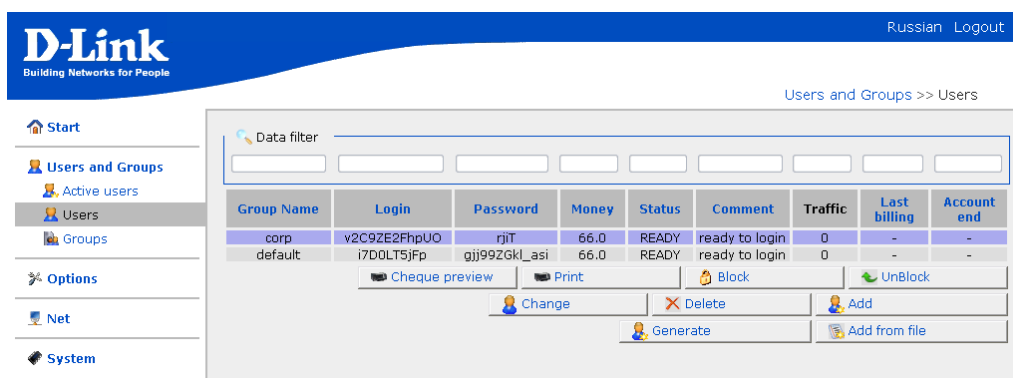 Russian Logout
D-Link
Building Networks for People
Users and Groups >> Users
Start
Users and Groups
Active users
Users
Groups
Options
Net
System
Data filter
Group Name Login Password Money Status Comment Traffic Last billing Account end
corp v2C9ZE2FhpUO rjiT 66.0 READY ready to login 0 - -
default i7D0LT5jFp gjj99ZGkl_asi 66.0 READY ready to login 0 - -
Cheque preview Print Block UnBlock
Change Delete Add
Generate Add from file